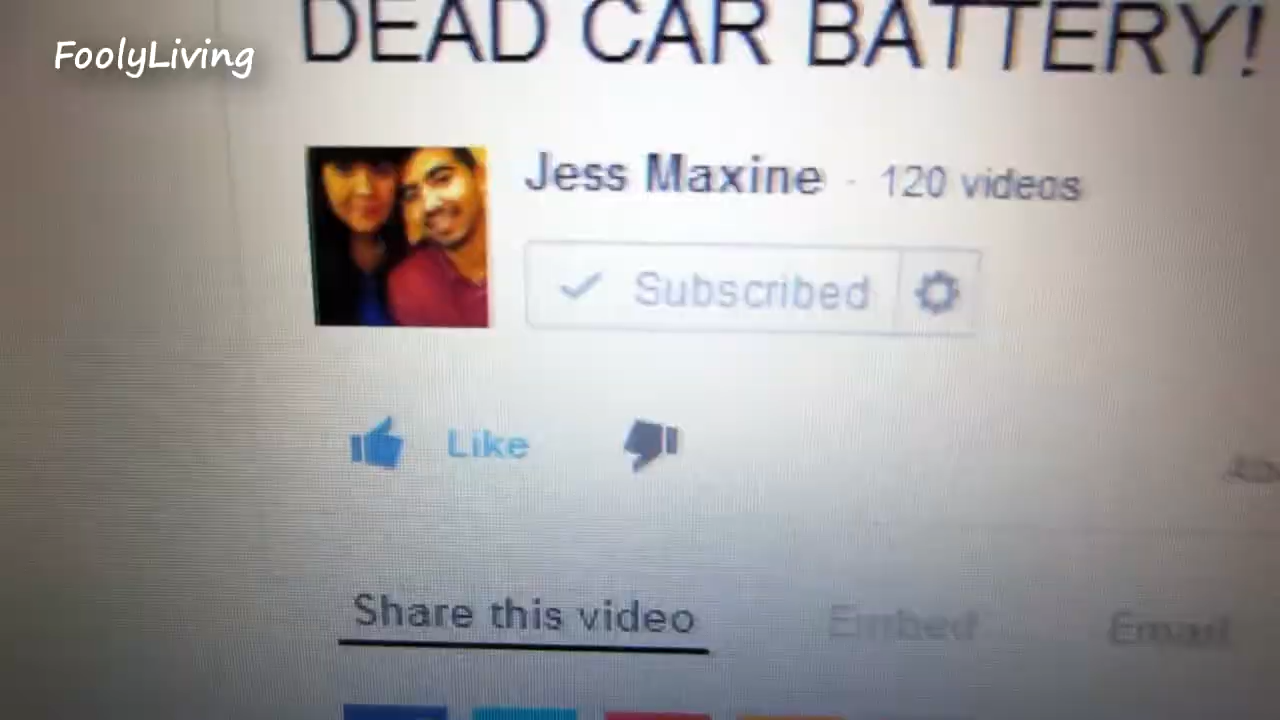 FoolyLiving
DEAD CAR BATTERY!
Jess Maxine · 120 videos
Subscribed
Like
Share this video
Embed
Email